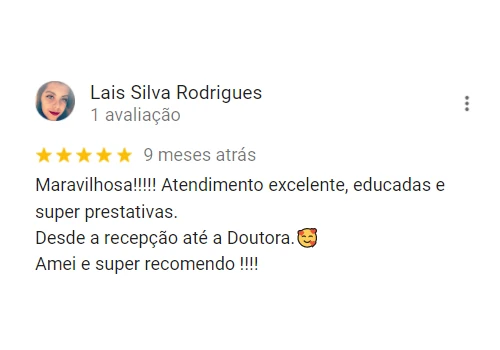 Lais Silva Rodrigues
1 avaliação
9 meses atrás
Maravilhosa!!!!! Atendimento excelente, educadas e
super prestativas.
Desde a recepção até a Doutora.🥰
Amei e super recomendo !!!!